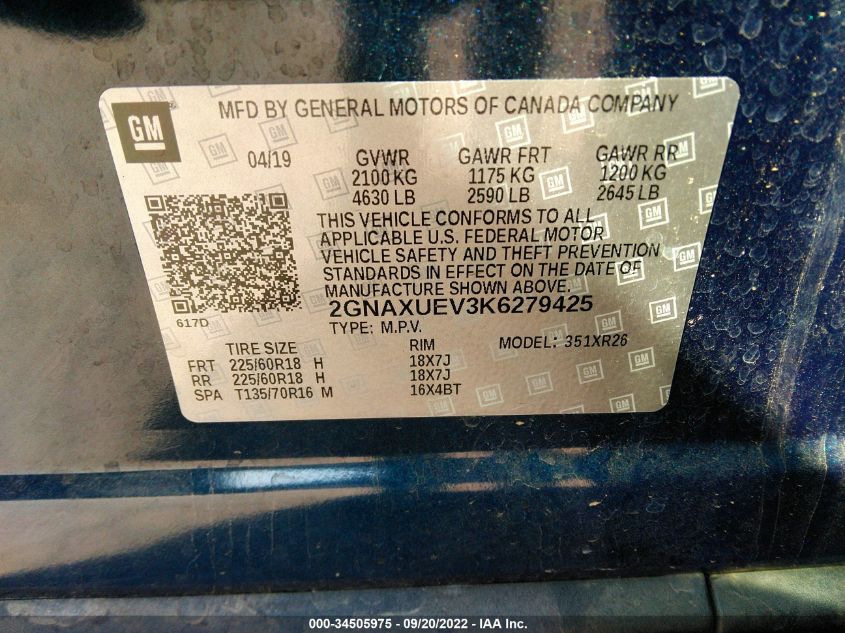 GM
MFD BY GENERAL MOTORS OF CANADA COMPANY
04/19 GVWR GAWR FRT GAWR RR
2100 KG 1175 KG 1200 KG
4630 LB 2590 LB 2645 LB
THIS VEHICLE CONFORMS TO ALL
APPLICABLE U.S. FEDERAL MOTOR
VEHICLE SAFETY AND THEFT PREVENTION
STANDARDS IN EFFECT ON THE DATE OF
MANUFACTURE SHOWN ABOVE.
2GNAXUEV3K6279425
617D
TYPE: M.P.V. MODEL: 351XR26
TIRE SIZE RIM
FRT 225/60R18 H 18X7J
RR 225/60R18 H 18X7J
SPA T135/70R16 M 16X4BT
000-34505975 - 09/20/2022 - IAA Inc.